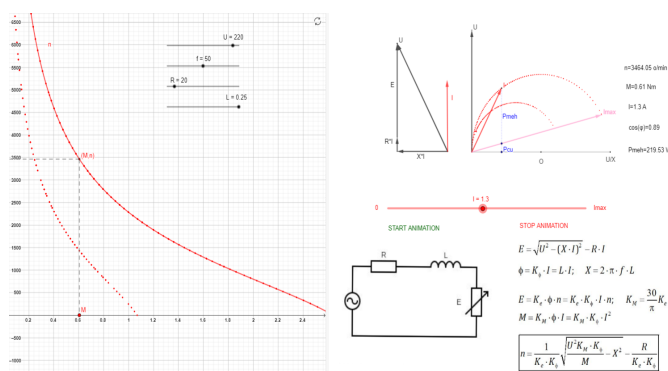 6500
6000
5500
5000
4500
4000
3500
3000
2500
2000
1500
1000
500
0
-500
-1000
0.2
0.4
0.6
0.8
1
1.2
1.4
1.6
1.8
2
2.2
2.4
n
(M,n)
M
U = 220
f = 50
R = 20
L = 0.25
U
E
R*I
X*I
I
U
Pmeh
Pcu
Imax
O
U/X
n=3464.05 o/min
M=0.61 Nm
I=1.3 A
cos(φ)=0.89
Pmeh=219.53
0
I = 1.3
Imax
START ANIMATION
STOP ANIMATION
R
L
E
E = √U² − (X·I)² − R·I
ϕ = K_ϕ·I = L·I; X = 2·π·f·L
E = K_e·ϕ·n = K_e·K_ϕ·I·n; K_M = 30/π K_e
M = K_M·ϕ·I = K_M·K_ϕ·I²
n = 1/(K_e·K_ϕ) √(U²K_M·K_ϕ/M − X²) − R/(K_e·K_ϕ)